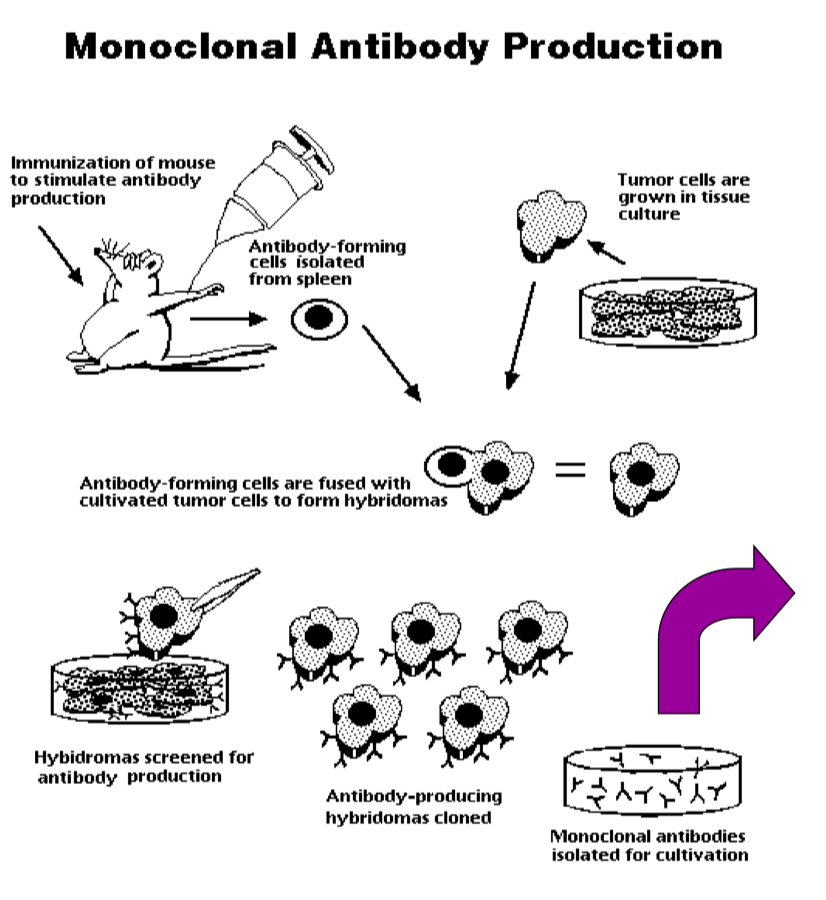 Monoclonal Antibody Production
Immunization of mouse
to stimulate antibody
production
Antibody-forming
cells isolated
from spleen
Tumor cells are
grown in tissue
culture
Antibody-forming cells are fused with
cultivated tumor cells to form hybridomas
=
Hybidromas screened for
antibody production
Antibody-producing
hybridomas cloned
Monoclonal antibodies
isolated for cultivation